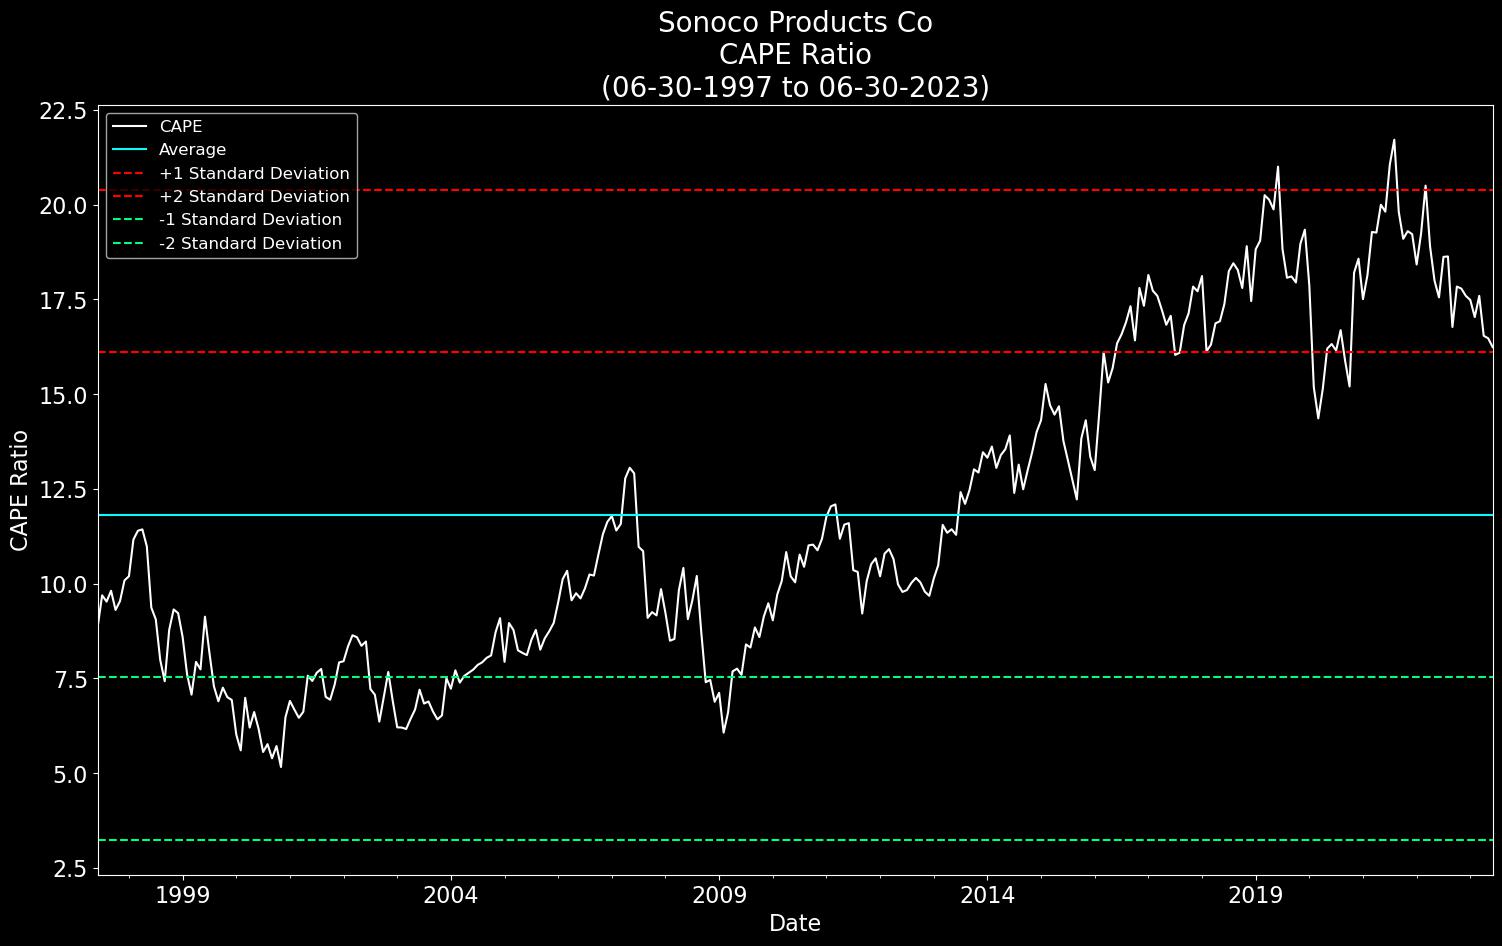 Sonoco Products Co
CAPE Ratio
(06-30-1997 to 06-30-2023)
22.5
20.0
17.5
15.0
12.5
10.0
7.5
5.0
2.5
CAPE Ratio
CAPE
Average
+1 Standard Deviation
+2 Standard Deviation
-1 Standard Deviation
-2 Standard Deviation
1999
2004
2009
2014
2019
Date